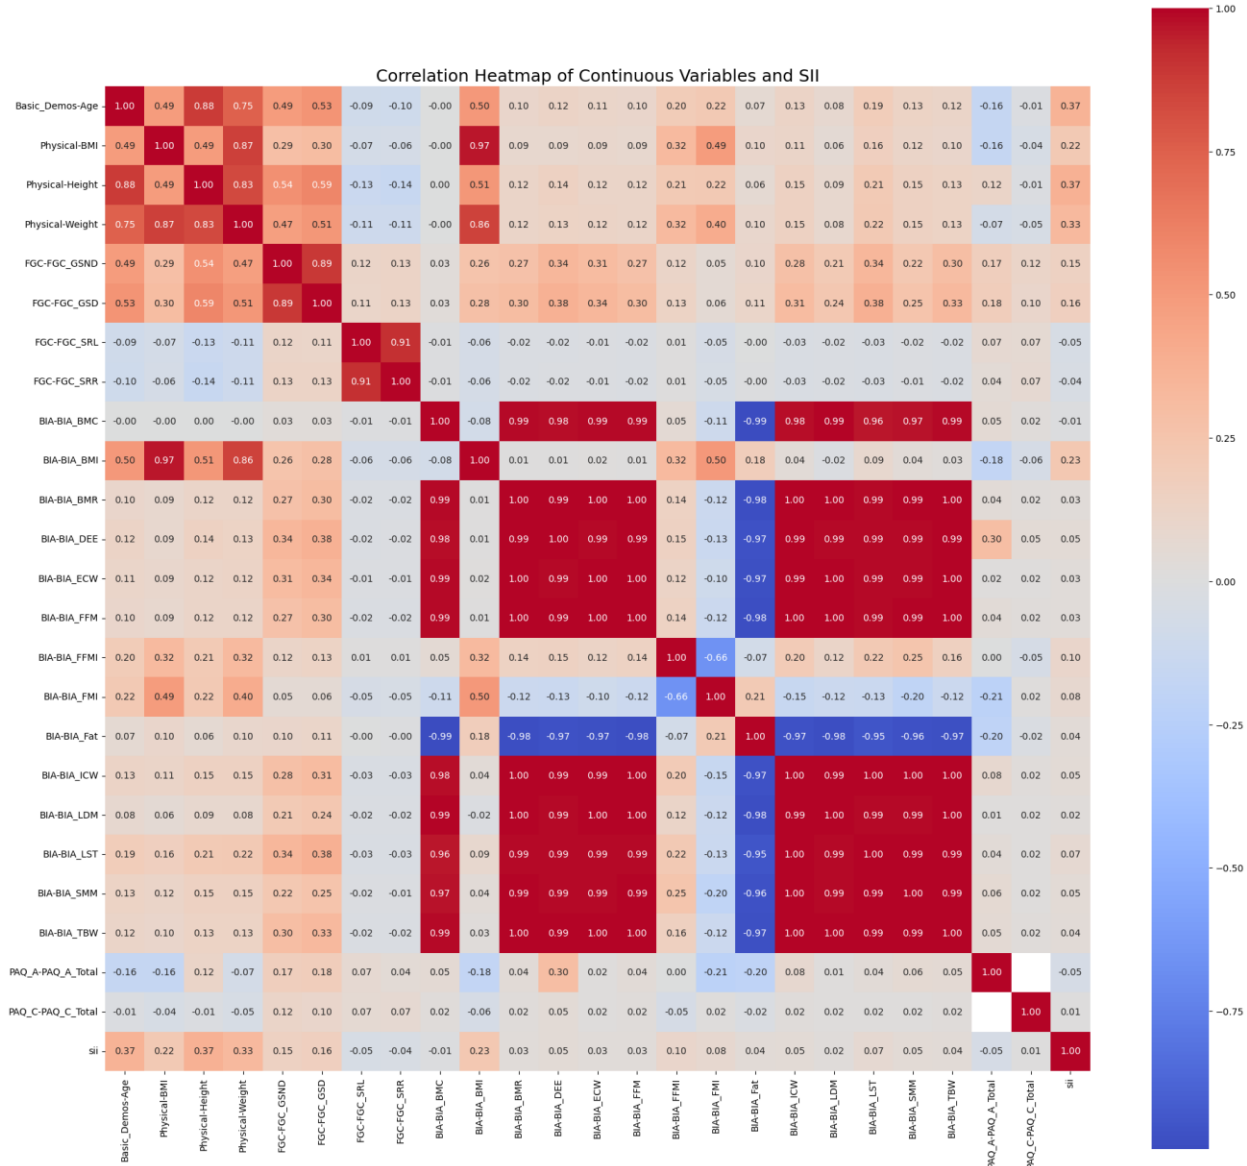 Correlation Heatmap of Continuous Variables and SII
1.00
Basic_Demos-Age 1.00 0.49 0.88 0.75 0.49 0.53 -0.09 -0.10 -0.00 0.50 0.10 0.12 0.11 0.10 0.20 0.22 0.07 0.13 0.08 0.19 0.13 0.12 -0.16 -0.01 0.37
Physical-BMI 0.49 1.00 0.49 0.87 0.29 0.30 -0.07 -0.06 -0.00 0.97 0.09 0.09 0.09 0.09 0.32 0.49 0.10 0.11 0.06 0.16 0.12 0.10 -0.16 -0.04 0.22
0.75
Physical-Height 0.88 0.49 1.00 0.83 0.54 0.59 -0.13 -0.14 0.00 0.51 0.12 0.14 0.12 0.12 0.21 0.22 0.06 0.15 0.09 0.21 0.15 0.13 0.12 -0.01 0.37
Physical-Weight 0.75 0.87 0.83 1.00 0.47 0.51 -0.11 -0.11 -0.00 0.86 0.12 0.13 0.12 0.12 0.32 0.40 0.10 0.15 0.08 0.22 0.15 0.13 -0.07 -0.05 0.33
FGC-FGC_GSND 0.49 0.29 0.54 0.47 1.00 0.89 0.12 0.13 0.03 0.26 0.27 0.34 0.31 0.27 0.12 0.05 0.10 0.28 0.21 0.34 0.22 0.30 0.17 0.12 0.15
FGC-FGC_GSD 0.53 0.30 0.59 0.51 0.89 1.00 0.11 0.13 0.03 0.28 0.30 0.38 0.34 0.30 0.13 0.06 0.11 0.31 0.24 0.38 0.25 0.33 0.18 0.10 0.16
0.50
FGC-FGC_SRL -0.09 -0.07 -0.13 -0.11 0.12 0.11 1.00 0.91 -0.01 -0.06 -0.02 -0.02 -0.01 -0.02 0.01 -0.05 -0.00 -0.03 -0.02 -0.03 -0.02 -0.02 0.07 0.07 -0.05
FGC-FGC_SRR -0.10 -0.06 -0.14 -0.11 0.13 0.13 0.91 1.00 -0.01 -0.06 -0.02 -0.02 -0.01 -0.02 0.01 -0.05 -0.00 -0.03 -0.02 -0.03 -0.01 -0.02 0.04 0.07 -0.04
BIA-BIA_BMC -0.00 -0.00 0.00 -0.00 0.03 0.03 -0.01 -0.01 1.00 -0.08 0.99 0.98 0.99 0.99 0.05 -0.11 -0.99 0.98 0.99 0.96 0.97 0.99 0.05 0.02 -0.01
0.25
BIA-BIA_BMI 0.50 0.97 0.51 0.86 0.26 0.28 -0.06 -0.06 -0.08 1.00 0.01 0.01 0.02 0.01 0.32 0.50 0.18 0.04 -0.02 0.09 0.04 0.03 -0.18 -0.06 0.23
BIA-BIA_BMR 0.10 0.09 0.12 0.12 0.27 0.30 -0.02 -0.02 0.99 0.01 1.00 0.99 1.00 1.00 0.14 -0.12 -0.98 1.00 1.00 0.99 0.99 1.00 0.04 0.02 0.03
BIA-BIA_DEE 0.12 0.09 0.14 0.13 0.34 0.38 -0.02 -0.02 0.98 0.01 0.99 1.00 0.99 0.99 0.15 -0.13 -0.97 0.99 0.99 0.99 0.99 0.99 0.30 0.05 0.05
BIA-BIA_ECW 0.11 0.09 0.12 0.12 0.31 0.34 -0.01 -0.01 0.99 0.02 1.00 0.99 1.00 1.00 0.12 -0.10 -0.97 0.99 1.00 0.99 0.99 1.00 0.02 0.02 0.03
0.00
BIA-BIA_FFM 0.10 0.09 0.12 0.12 0.27 0.30 -0.02 -0.02 0.99 0.01 1.00 0.99 1.00 1.00 0.14 -0.12 -0.98 1.00 1.00 0.99 0.99 1.00 0.04 0.02 0.03
BIA-BIA_FFMI 0.20 0.32 0.21 0.32 0.12 0.13 0.01 0.01 0.05 0.32 0.14 0.15 0.12 0.14 1.00 -0.66 -0.07 0.20 0.12 0.22 0.25 0.16 0.00 -0.05 0.10
BIA-BIA_FMI 0.22 0.49 0.22 0.40 0.05 0.06 -0.05 -0.05 -0.11 0.50 -0.12 -0.13 -0.10 -0.12 -0.66 1.00 0.21 -0.15 -0.12 -0.13 -0.20 -0.12 -0.21 0.02 0.08
−0.25
BIA-BIA_Fat 0.07 0.10 0.06 0.10 0.10 0.11 -0.00 -0.00 -0.99 0.18 -0.98 -0.97 -0.97 -0.98 -0.07 0.21 1.00 -0.97 -0.98 -0.95 -0.96 -0.97 -0.20 -0.02 0.04
BIA-BIA_ICW 0.13 0.11 0.15 0.15 0.28 0.31 -0.03 -0.03 0.98 0.04 1.00 0.99 0.99 1.00 0.20 -0.15 -0.97 1.00 0.99 1.00 1.00 1.00 0.08 0.02 0.05
BIA-BIA_LDM 0.08 0.06 0.09 0.08 0.21 0.24 -0.02 -0.02 0.99 -0.02 1.00 0.99 1.00 1.00 0.12 -0.12 -0.98 0.99 1.00 0.99 0.99 1.00 0.01 0.02 0.02
−0.50
BIA-BIA_LST 0.19 0.16 0.21 0.22 0.34 0.38 -0.03 -0.03 0.96 0.09 0.99 0.99 0.99 0.99 0.22 -0.13 -0.95 1.00 0.99 1.00 0.99 0.99 0.04 0.02 0.07
BIA-BIA_SMM 0.13 0.12 0.15 0.15 0.22 0.25 -0.02 -0.01 0.97 0.04 0.99 0.99 0.99 0.99 0.25 -0.20 -0.96 1.00 0.99 0.99 1.00 0.99 0.06 0.02 0.05
BIA-BIA_TBW 0.12 0.10 0.13 0.13 0.30 0.33 -0.02 -0.02 0.99 0.03 1.00 0.99 1.00 1.00 0.16 -0.12 -0.97 1.00 1.00 0.99 0.99 1.00 0.05 0.02 0.04
PAQ_A-PAQ_A_Total -0.16 -0.16 0.12 -0.07 0.17 0.18 0.07 0.04 0.05 -0.18 0.04 0.30 0.02 0.04 0.00 -0.21 -0.20 0.08 0.01 0.04 0.06 0.05 1.00 -0.05
PAQ_C-PAQ_C_Total -0.01 -0.04 -0.01 -0.05 0.12 0.10 0.07 0.07 0.02 -0.06 0.02 0.05 0.02 0.02 -0.05 0.02 -0.02 0.02 0.02 0.02 0.02 0.02 1.00 0.01
−0.75
sii 0.37 0.22 0.37 0.33 0.15 0.16 -0.05 -0.04 -0.01 0.23 0.03 0.05 0.03 0.03 0.10 0.08 0.04 0.05 0.02 0.07 0.05 0.04 -0.05 0.01 1.00
Basic_Demos-Age
Physical-BMI
Physical-Height
Physical-Weight
FGC-FGC_GSND
FGC-FGC_GSD
FGC-FGC_SRL
FGC-FGC_SRR
BIA-BIA_BMC
BIA-BIA_BMI
BIA-BIA_BMR
BIA-BIA_DEE
BIA-BIA_ECW
BIA-BIA_FFM
BIA-BIA_FFMI
BIA-BIA_FMI
BIA-BIA_Fat
BIA-BIA_ICW
BIA-BIA_LDM
BIA-BIA_LST
BIA-BIA_SMM
BIA-BIA_TBW
PAQ_A-PAQ_A_Total
PAQ_C-PAQ_C_Total
sii